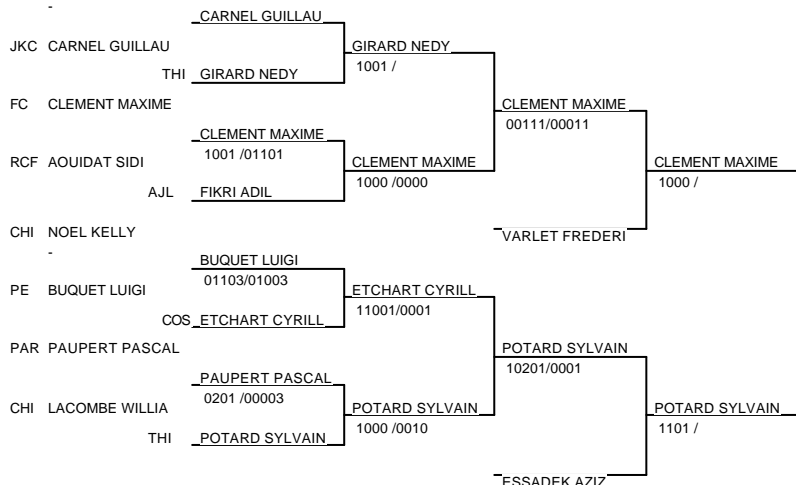 -
CARNEL GUILLAU
JKC CARNEL GUILLAU
GIRARD NEDY
1001 /
THI GIRARD NEDY
FC CLEMENT MAXIME
CLEMENT MAXIME
00111/00011
CLEMENT MAXIME
1001 /01101
RCF AOUIDAT SIDI
CLEMENT MAXIME
1000 /0000
CLEMENT MAXIME
1000 /
AJL FIKRI ADIL
CHI NOEL KELLY
VARLET FREDERI
-
BUQUET LUIGI
01103/01003
PE BUQUET LUIGI
ETCHART CYRILL
11001/0001
COS ETCHART CYRILL
PAR PAUPERT PASCAL
POTARD SYLVAIN
10201/0001
PAUPERT PASCAL
0201 /00003
CHI LACOMBE WILLIA
POTARD SYLVAIN
1000 /0010
POTARD SYLVAIN
1101 /
THI POTARD SYLVAIN
ESSADEK AZIZ